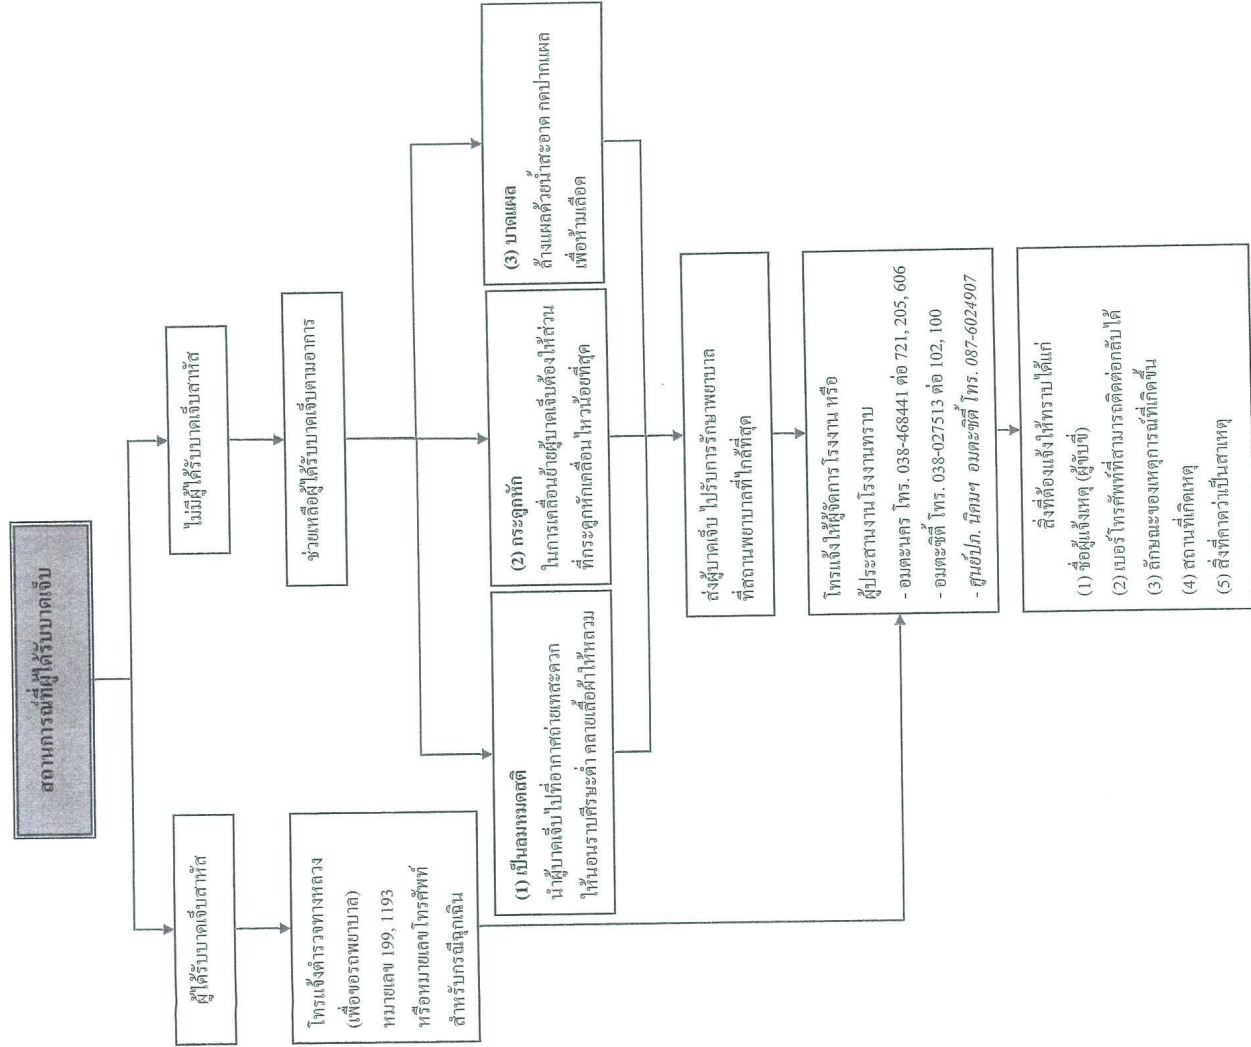 สถานการณ์ที่ผู้ได้รับบาดเจ็บ
ผู้ได้รับบาดเจ็บสาหัส
โทรแจ้งตำรวจทางหลวง
(เพื่อขอรถพยาบาล)
หมายเลข 199, 1193
หรือหมายเลขโทรศัพท์
สำหรับกรณีฉุกเฉิน
ไม่มีผู้ได้รับบาดเจ็บสาหัส
ช่วยเหลือผู้ได้รับบาดเจ็บตามอาการ
(1) เป็นลมหมดสติ
นำผู้บาดเจ็บไปที่อากาศถ่ายเทสะดวก
ให้นอนราบศีรษะต่ำ คลายเสื้อผ้าให้หลวม
(2) กระดูกหัก
ในการเคลื่อนย้ายผู้บาดเจ็บต้องให้ส่วน
ที่กระดูกหักเคลื่อนไหวน้อยที่สุด
(3) บาดแผล
ล้างแผลด้วยน้ำสะอาด กดปากแผล
เพื่อห้ามเลือด
ส่งผู้บาดเจ็บ ไปรับการรักษาพยาบาล
ที่สถานพยาบาลที่ใกล้ที่สุด
โทรแจ้งให้ผู้จัดการโรงงาน หรือ
ผู้ประสานงานโรงงานทราบ
- อมตะนคร โทร. 038-468441 ต่อ 721, 205, 606
- อมตะซิตี้ โทร. 038-027513 ต่อ 102, 100
- ศูนย์ปภ. นิคมฯ อมตะซิตี้ โทร. 087-6024907
สิ่งที่ต้องแจ้งให้ทราบได้แก่
(1) ชื่อผู้แจ้งเหตุ (ผู้ขับขี่)
(2) เบอร์โทรศัพท์ที่สามารถติดต่อกลับได้
(3) ลักษณะของเหตุการณ์ที่เกิดขึ้น
(4) สถานที่เกิดเหตุ
(5) สิ่งที่คาดว่าเป็นสาเหตุ